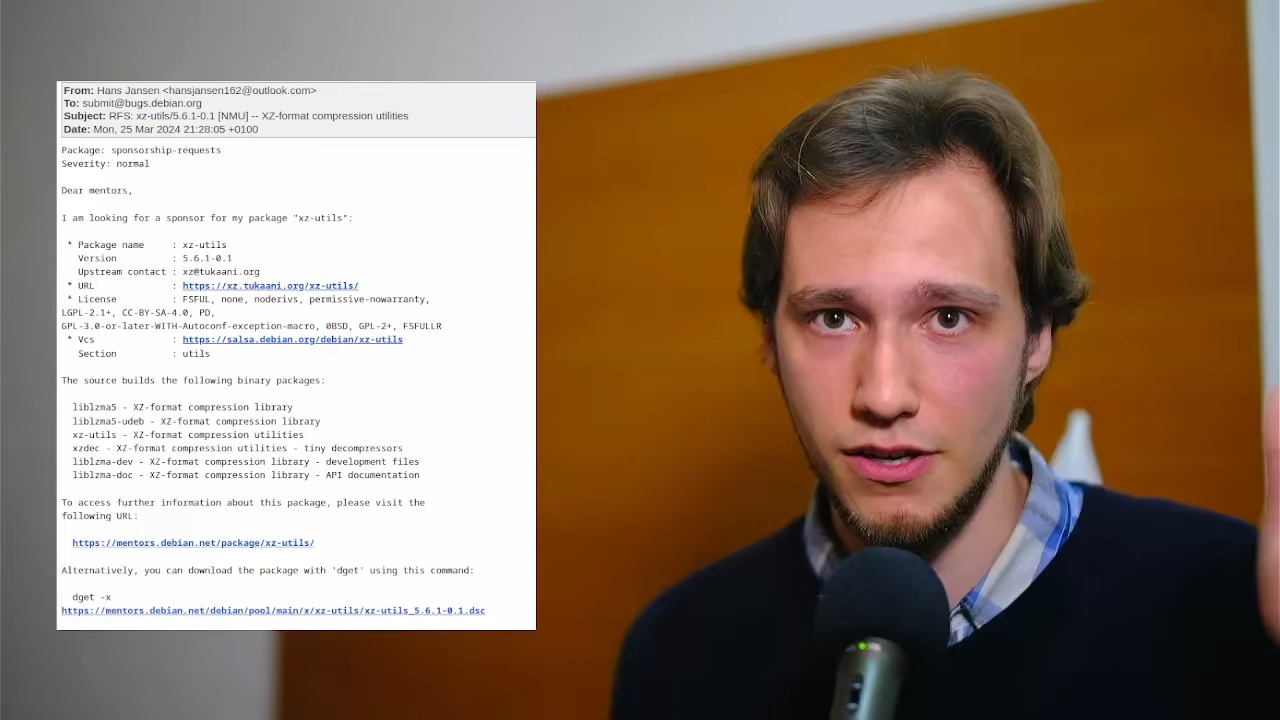 From: Hans Jansen <hansjansen162@outlook.com>
To: submit@bugs.debian.org
Subject: RFS: xz-utils/5.6.1-0.1 [NMU] -- XZ-format compression utilities
Date: Mon, 25 Mar 2024 21:28:05 +0100
Package: sponsorship-requests
Severity: normal
Dear mentors,
I am looking for a sponsor for my package "xz-utils":
* Package name : xz-utils
Version : 5.6.1-0.1
Upstream contact : xz@tukaani.org
* URL : https://xz.tukaani.org/xz-utils/
* License : FSFUL, none, noderivs, permissive-nowarranty,
LGPL-2.1+, CC-BY-SA-4.0, PD,
GPL-3.0-or-later-WITH-Autoconf-exception-macro, 0BSD, GPL-2+, FSFULLR
* Vcs : https://salsa.debian.org/debian/xz-utils
Section : utils
The source builds the following binary packages:
liblzma5 - XZ-format compression library
liblzma5-udeb - XZ-format compression library
xz-utils - XZ-format compression utilities
xzdec - XZ-format compression utilities - tiny decompressors
liblzma-dev - XZ-format compression library - development files
liblzma-doc - XZ-format compression library - API documentation
To access further information about this package, please visit the
following URL:
https://mentors.debian.net/package/xz-utils/
Alternatively, you can download the package with 'dget' using this command:
dget -x
https://mentors.debian.net/debian/pool/main/x/xz-utils/xz-utils_5.6.1-0.1.dsc